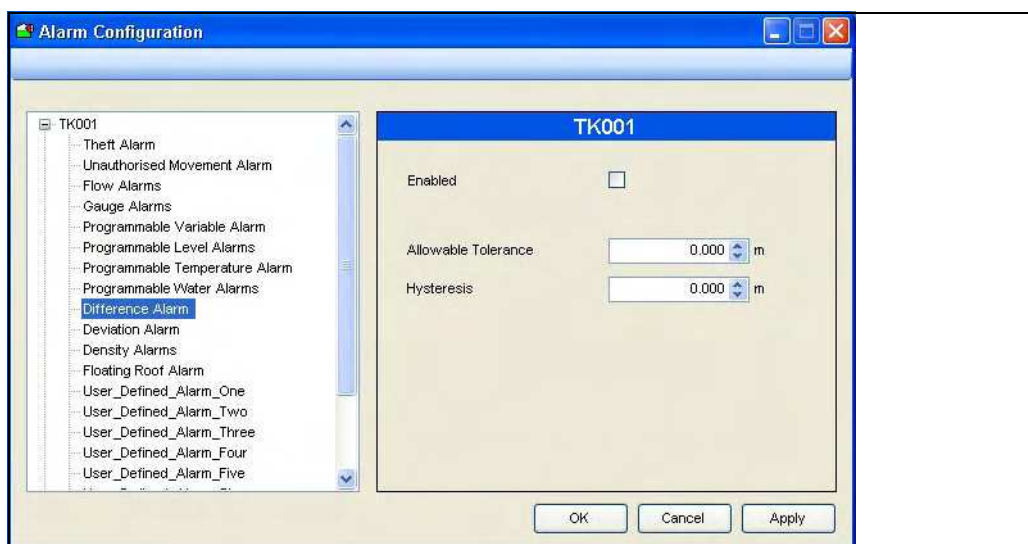 Alarm Configuration
TK001
Theft Alarm
Unauthorised Movement Alarm
Flow Alarms
Gauge Alarms
Programmable Variable Alarm
Programmable Level Alarms
Programmable Temperature Alarm
Programmable Water Alarms
Difference Alarm
Deviation Alarm
Density Alarms
Floating Roof Alarm
User_Defined_Alarm_One
User_Defined_Alarm_Two
User_Defined_Alarm_Three
User_Defined_Alarm_Four
User_Defined_Alarm_Five
TK001
Enabled
Allowable Tolerance 0.000 m
Hysteresis 0.000 m
OK Cancel Apply